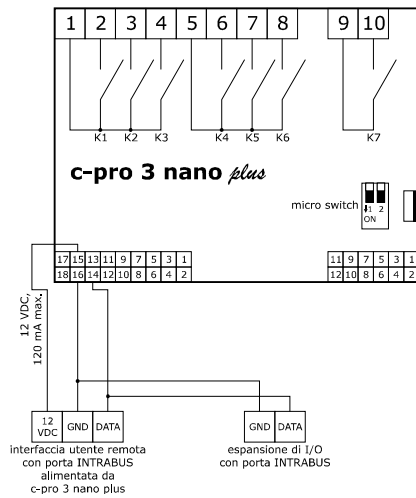 1 2 3 4 5 6 7 8 9 10
K1 K2 K3 K4 K5 K6 K7
c-pro 3 nano plus
micro switch
1 2
ON
17 15 13 11 9 7 5 3 1
18 16 14 12 10 8 6 4 2
11 9 7 5 3 1
12 10 8 6 4 2
12 VDC,
120 mA max.
12 VDC GND DATA
GND DATA
interfaccia utente remota
con porta INTRABUS
alimentata da
c-pro 3 nano plus
espansione di I/O
con porta INTRABUS